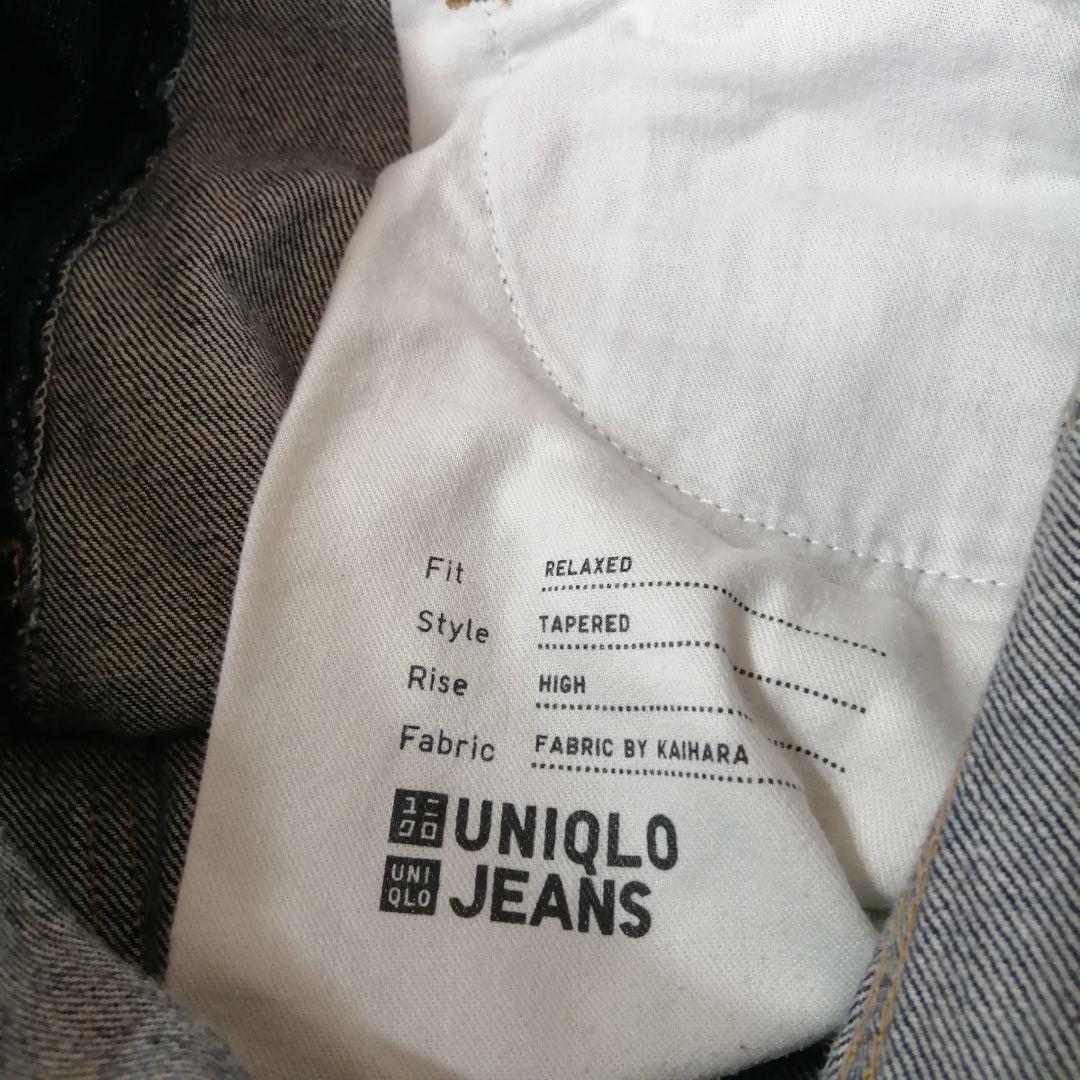 Fit RELAXED
Style TAPERED
Rise HIGH
Fabric FABRIC BY KAIHARA
ユニ
クロ
UNIQLO
UNI
QLO
JEANS